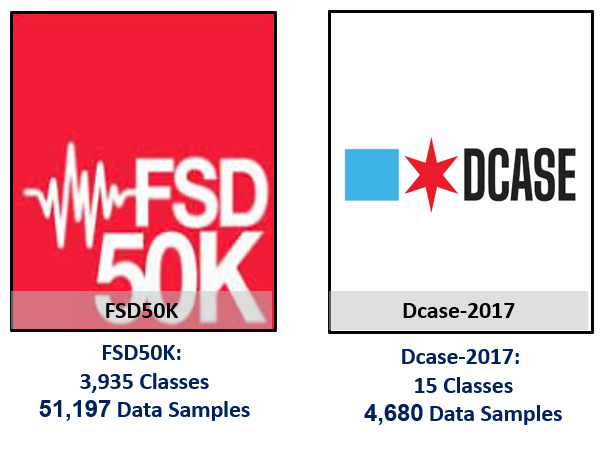 FSD
50K
FSD50K
FSD50K:
3,935 Classes
51,197 Data Samples
DCASE
Dcase-2017
Dcase-2017:
15 Classes
4,680 Data Samples